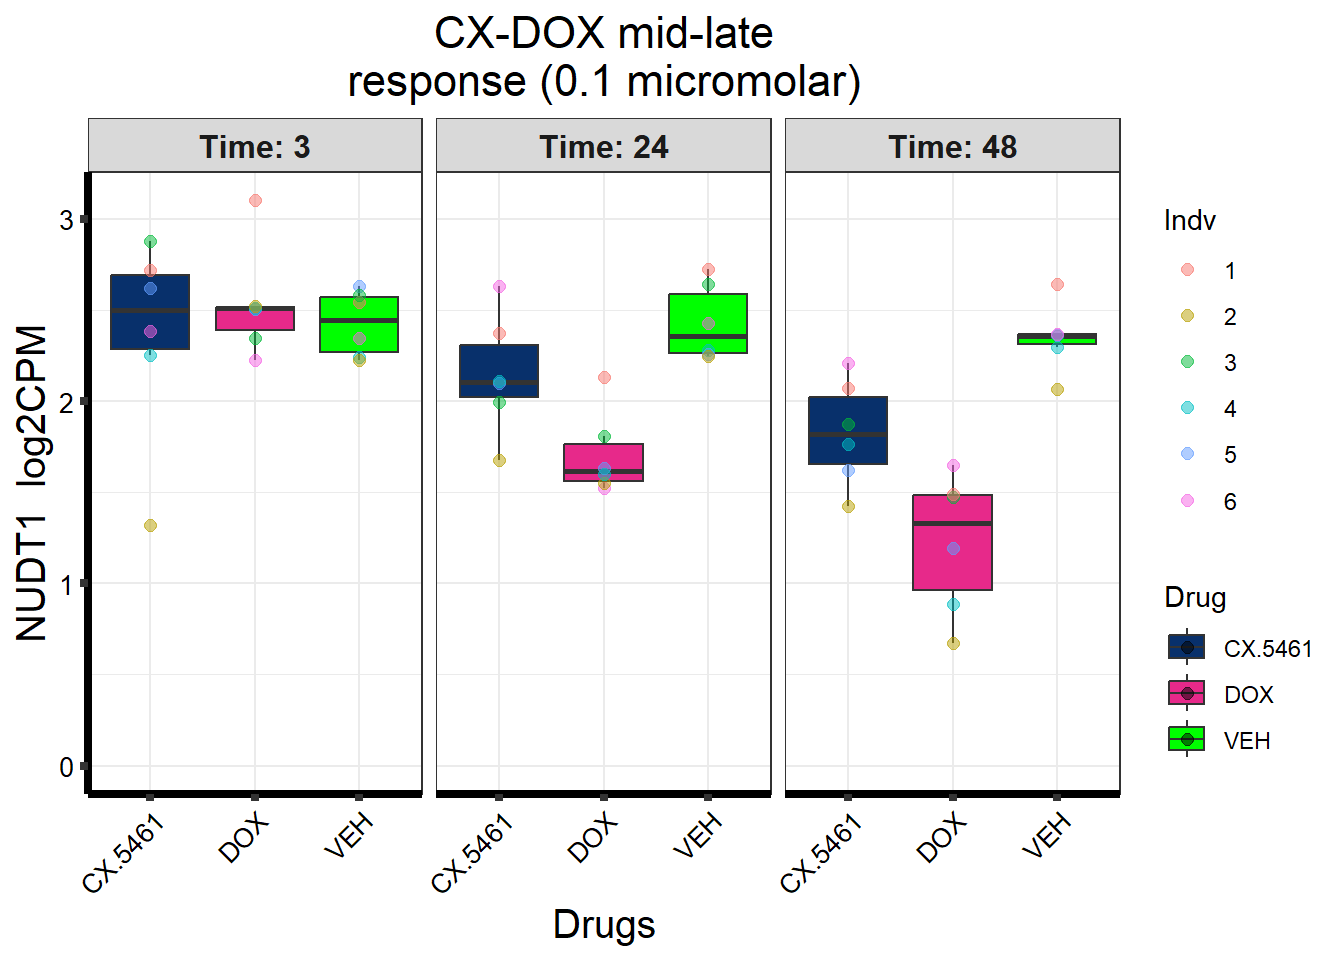 CX-DOX mid-late
response (0.1 micromolar)
Time: 3
Time: 24
Time: 48
NUDT1 log2CPM
3
2
1
0
CX.5461
DOX
VEH
CX.5461
DOX
VEH
CX.5461
DOX
VEH
Drugs
Indv
1
2
3
4
5
6
Drug
CX.5461
DOX
VEH